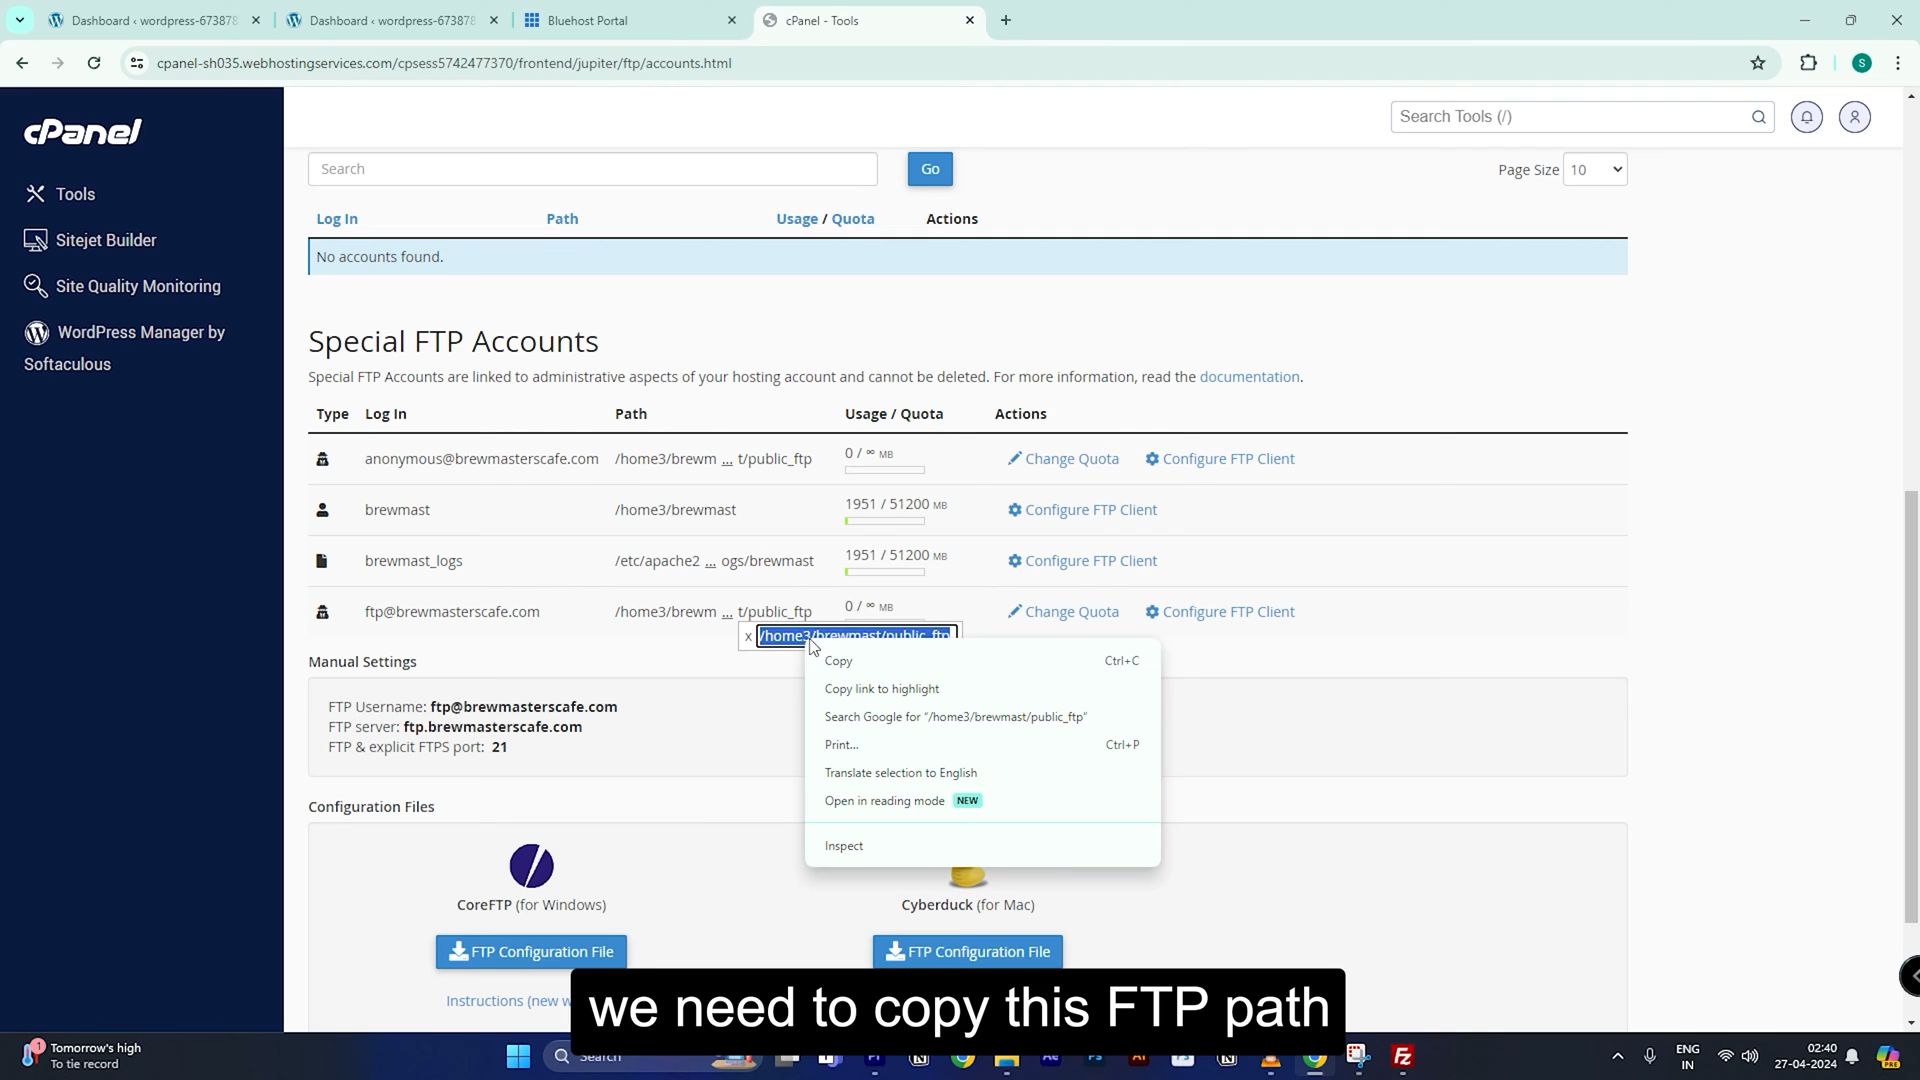 Dashboard ‹ wordpress-673878
Dashboard ‹ wordpress-673878
Bluehost Portal
cPanel - Tools
cpanel-sh035.webhostingservices.com/cpsess5742477370/frontend/jupiter/ftp/accounts.html
S
cPanel
Search Tools (/)
Tools
Sitejet Builder
Site Quality Monitoring
WordPress Manager by
Softaculous
Search
Go
Page Size 10
Log In Path Usage / Quota Actions
No accounts found.
Special FTP Accounts
Special FTP Accounts are linked to administrative aspects of your hosting account and cannot be deleted. For more information, read the documentation.
Type Log In Path Usage / Quota Actions
anonymous@brewmasterscafe.com /home3/brewm ... t/public_ftp 0 / ∞ MB Change Quota Configure FTP Client
brewmast /home3/brewmast 1951 / 51200 MB Configure FTP Client
brewmast_logs /etc/apache2 ... ogs/brewmast 1951 / 51200 MB Configure FTP Client
ftp@brewmasterscafe.com /home3/brewm ... t/public_ftp 0 / ∞ MB Change Quota Configure FTP Client
x /home3/brewmast/public_ftp
Copy Ctrl+C
Copy link to highlight
Search Google for "/home3/brewmast/public_ftp"
Print... Ctrl+P
Translate selection to English
Open in reading mode NEW
Inspect
Manual Settings
FTP Username: ftp@brewmasterscafe.com
FTP server: ftp.brewmasterscafe.com
FTP & explicit FTPS port: 21
Configuration Files
CoreFTP (for Windows)
Cyberduck (for Mac)
FTP Configuration File
FTP Configuration File
Instructions (new w
we need to copy this FTP path
1
Tomorrow's high
To tie record
Search
ENG
IN
02:40
27-04-2024